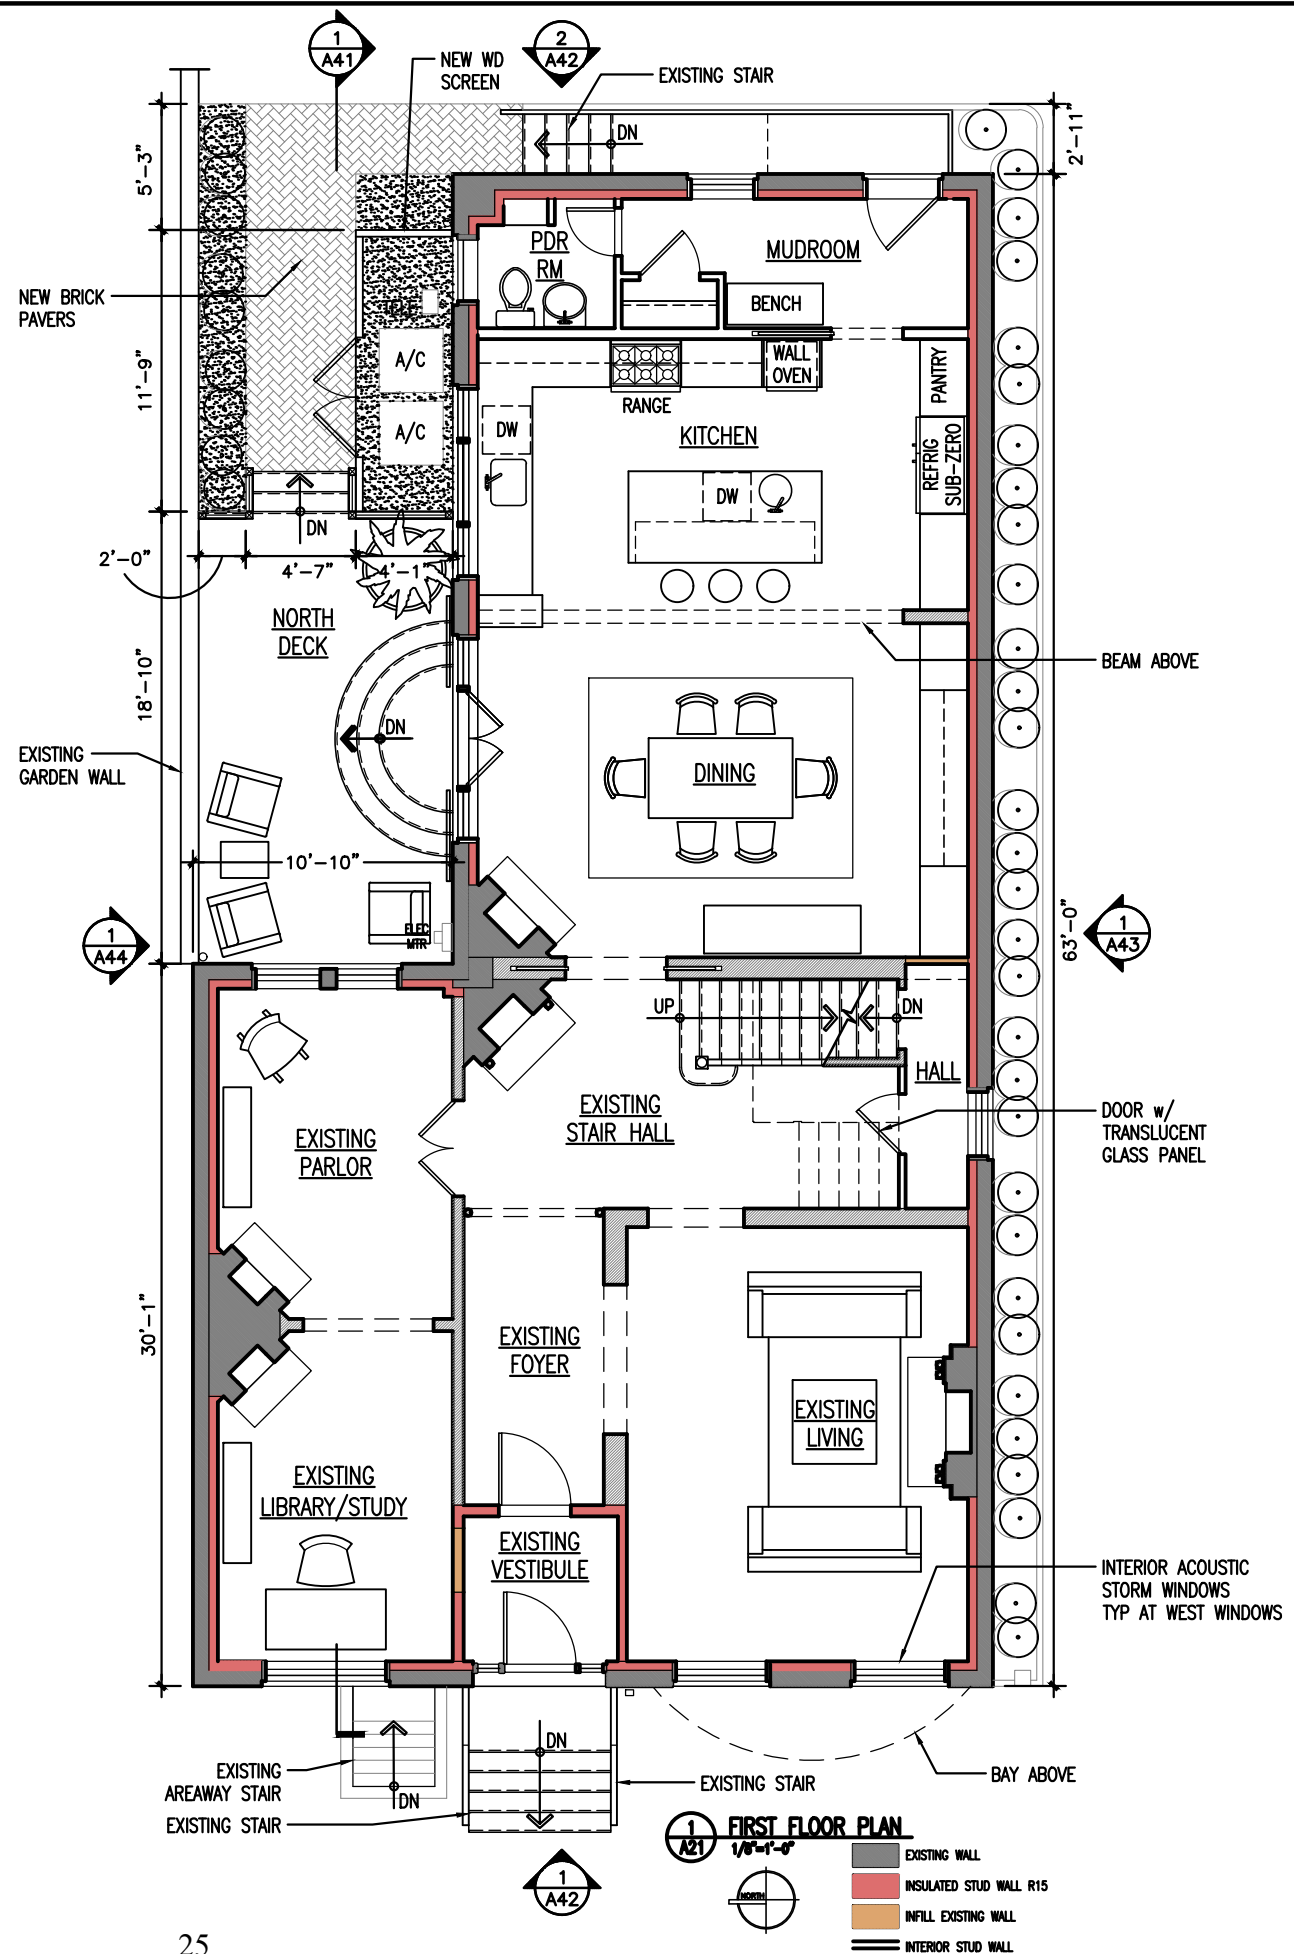 1
A41
2
A42
NEW WD
SCREEN
EXISTING STAIR
DN
2'-11"
5'-3"
PDR
RM
MUDROOM
BENCH
NEW BRICK
PAVERS
11'-9"
A/C
A/C
WALL
OVEN
RANGE
PANTRY
DW
KITCHEN
REFRIG
SUB-ZERO
DW
DN
2'-0"
4'-7"
4'-1"
NORTH
DECK
BEAM ABOVE
18'-10"
DN
EXISTING
GARDEN WALL
DINING
10'-10"
ELEC
MTR
1
A44
63'-0"
1
A43
UP
DN
HALL
EXISTING
STAIR HALL
DOOR w/
TRANSLUCENT
GLASS PANEL
EXISTING
PARLOR
30'-1"
EXISTING
FOYER
EXISTING
LIVING
EXISTING
LIBRARY/STUDY
EXISTING
VESTIBULE
INTERIOR ACOUSTIC
STORM WINDOWS
TYP AT WEST WINDOWS
DN
DN
EXISTING
AREAWAY STAIR
EXISTING STAIR
EXISTING STAIR
BAY ABOVE
1
A21
FIRST FLOOR PLAN
1/8"=1'-0"
NORTH
EXISTING WALL
INSULATED STUD WALL R15
INFILL EXISTING WALL
INTERIOR STUD WALL
1
A42
25